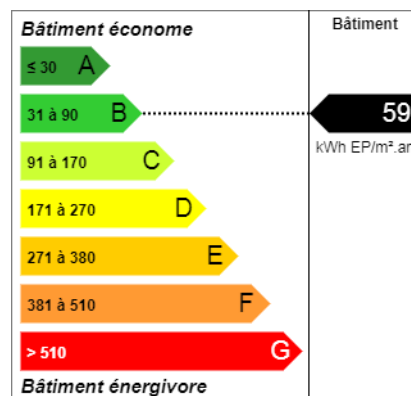 Bâtiment économe
Bâtiment
≤ 30 A
31 à 90 B
59
kWh EP/m².an
91 à 170 C
171 à 270 D
271 à 380 E
381 à 510 F
> 510 G
Bâtiment énergivore